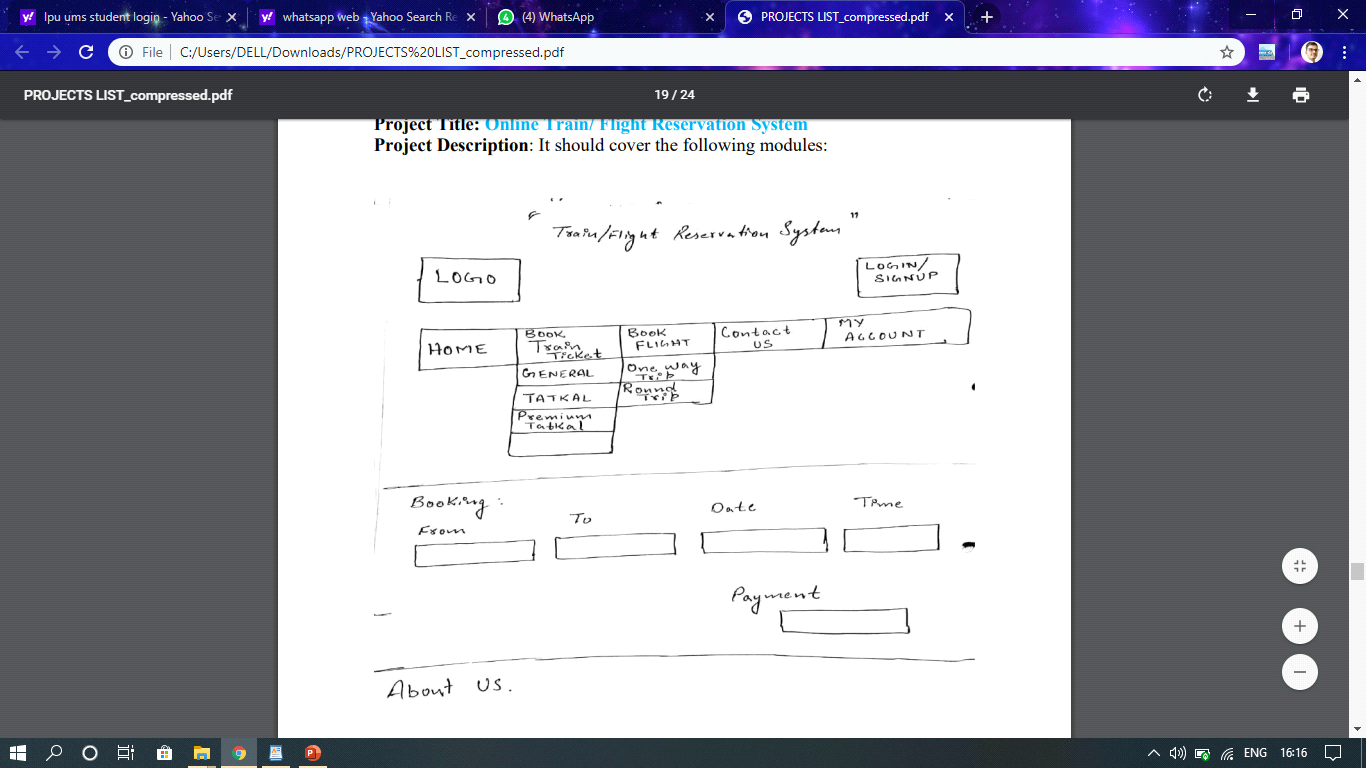 lpu ums student login - Yahoo Se
whatsapp web - Yahoo Search Re
(4) WhatsApp
PROJECTS LIST_compressed.pdf
File
C:/Users/DELL/Downloads/PROJECTS%20LIST_compressed.pdf
PROJECTS LIST_compressed.pdf
19 / 24
Project Title: Online Train/ Flight Reservation System
Project Description: It should cover the following modules:
"Train/Flight Reservation System"
LOGO
LOGIN/
SIGNUP
HOME
Book
Train
Ticket
Book
FLIGHT
Contact
US
MY
ACCOUNT
GENERAL
One way
Trip
TATKAL
Round
Trip
Premium
Tatkal
Booking:
From
To
Date
Time
Payment
About US.
ENG
16:16